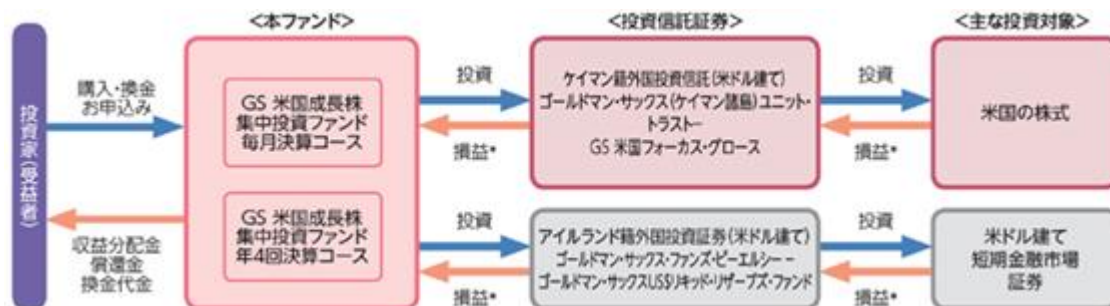 <本ファンド>
<投資信託証券>
<主な投資対象>
投資家(受益者)
購入・換金
お申込み
収益分配金
償還金
換金代金
GS 米国成長株
集中投資ファンド
毎月決算コース
GS 米国成長株
集中投資ファンド
年4回決算コース
投資
損益*
投資
損益*
ケイマン籍外国投資信託(米ドル建て)
ゴールドマン・サックス(ケイマン諸島)ユニット・
トラスト－
GS 米国フォーカス・グロース
アイルランド籍外国投資証券(米ドル建て)
ゴールドマン・サックス・ファンズ・ピーエルシー－
ゴールドマン・サックスUS$リキッド・リザーブズ・ファンド
投資
損益*
投資
損益*
米国の株式
米ドル建て
短期金融市場
証券